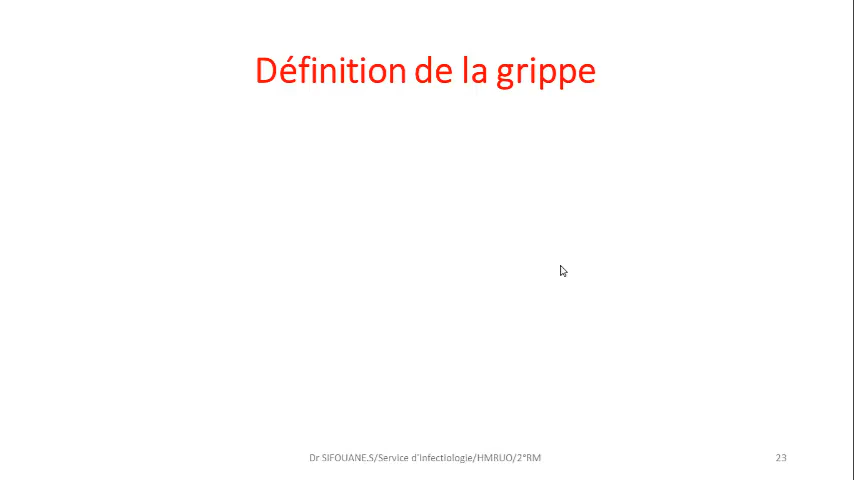 Définition de la grippe
Dr SIFOUANE.S/Service d'infectiologie/HMRUO/2°RM
23